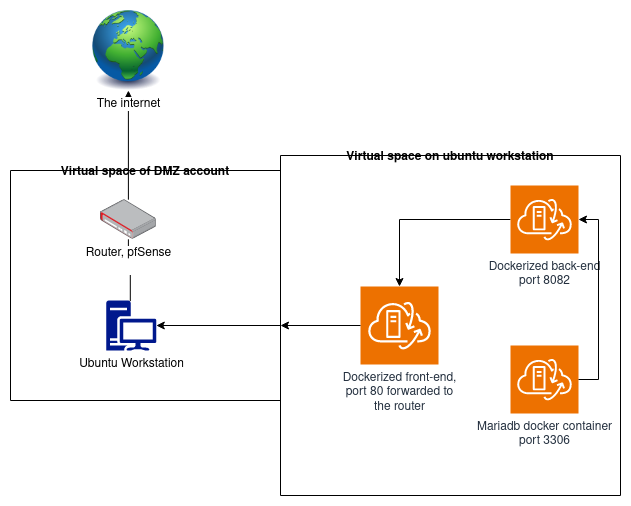 The internet
Virtual space of DMZ account
Virtual space on ubuntu workstation
Router, pfSense
Dockerized back-end
port 8082
Ubuntu Workstation
Dockerized front-end,
port 80 forwarded to
the router
Mariadb docker container
port 3306